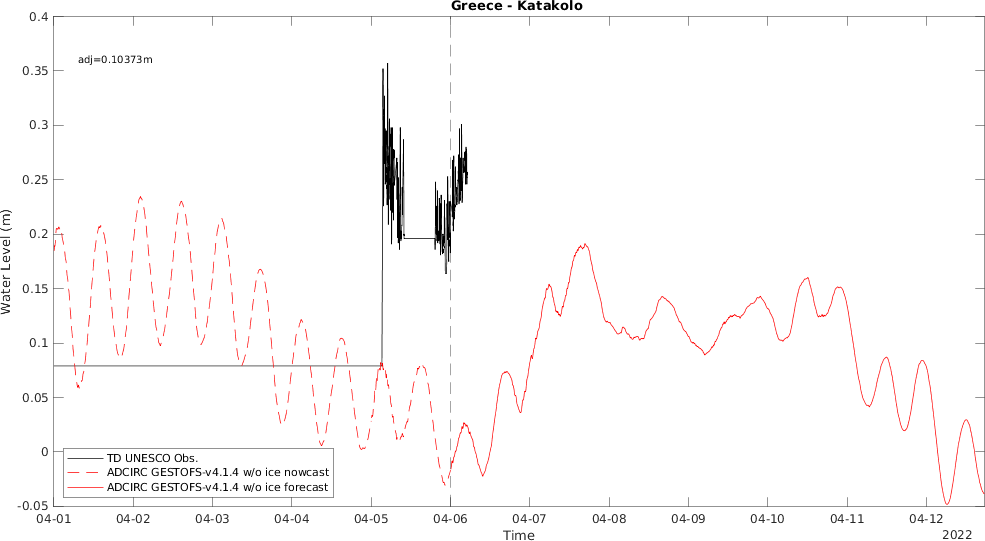 Greece - Katakolo
0.4
0.35
0.3
0.25
0.2
0.15
0.1
0.05
0
-0.05
Water Level (m)
adj=0.10373m
TD UNESCO Obs.
ADCIRC GESTOFS-v4.1.4 w/o ice nowcast
ADCIRC GESTOFS-v4.1.4 w/o ice forecast
04-01 04-02 04-03 04-04 04-05 04-06 04-07 04-08 04-09 04-10 04-11 04-12
Time
2022